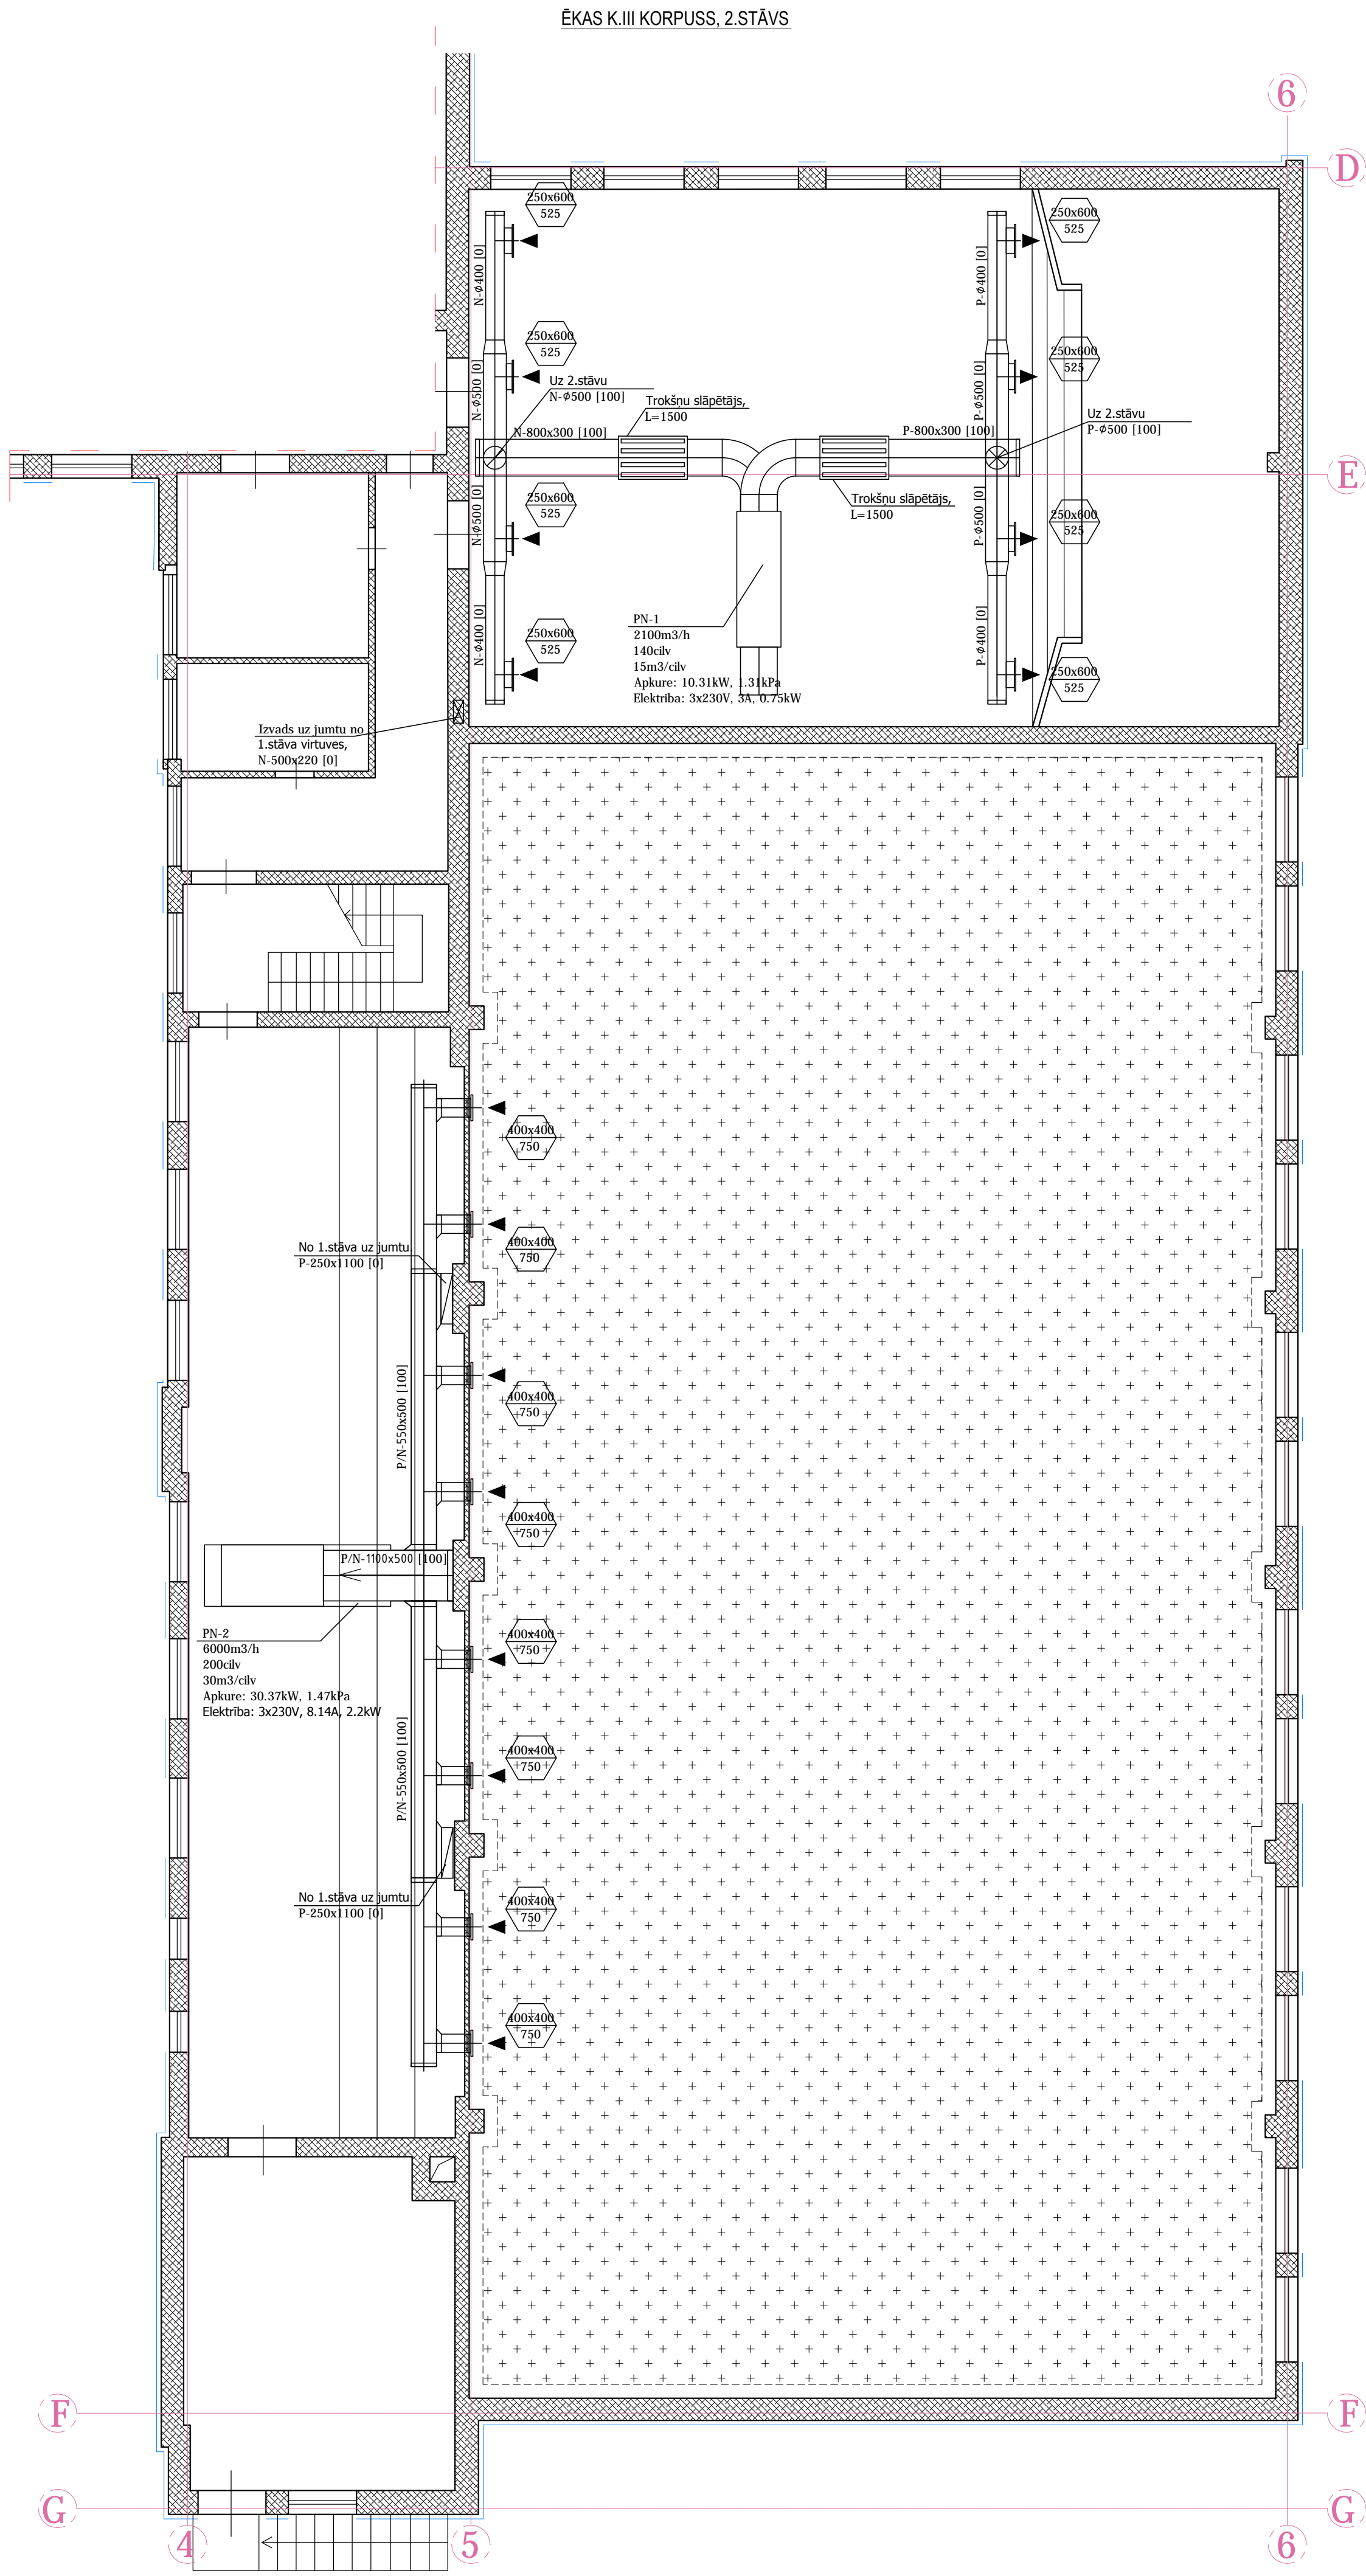 ĒKAS K.III KORPUSS, 2.STĀVS
6
D
250x600
525
250x600
525
N-Φ400 [0]
P-Φ400 [0]
250x600
525
250x600
525
N-Φ500 [0]
P-Φ500 [0]
Uz 2.stāvu
N-Φ500 [100]
Trokšņu slāpētājs,
L=1500
Uz 2.stāvu
P-Φ500 [100]
N-800x300 [100]
P-800x300 [100]
E
Trokšnu slāpētājs,
L=1500
250x600
525
250x600
525
N-Φ500 [0]
P-Φ500 [0]
250x600
525
250x600
525
N-Φ400 [0]
P-Φ400 [0]
PN-1
2100m3/h
140cilv
15m3/cilv
Apkure: 10.31kW, 1.31kPa
Elektriba: 3x230V, 3A, 0.75kW
Izvads uz jumtu no
1.stāva virtuves,
N-500x220 [0]
400x400
750
400x400
750
No 1.stāva uz jumtu.
P-250x1100 [0]
P/N-550x500 [100]
400x400
750
400x400
750
P/N-1100x500 [100]
PN-2
6000m3/h
200cilv
30m3/cilv
Apkure: 30.37kW, 1.47kPa
Elektrība: 3x230V, 8.14A, 2.2kW
400x400
750
P/N-550x500 [100]
400x400
750
No 1.stāva uz jumtu.
P-250x1100 [0]
400x400
750
400x400
750
F
F
G
G
4
5
6